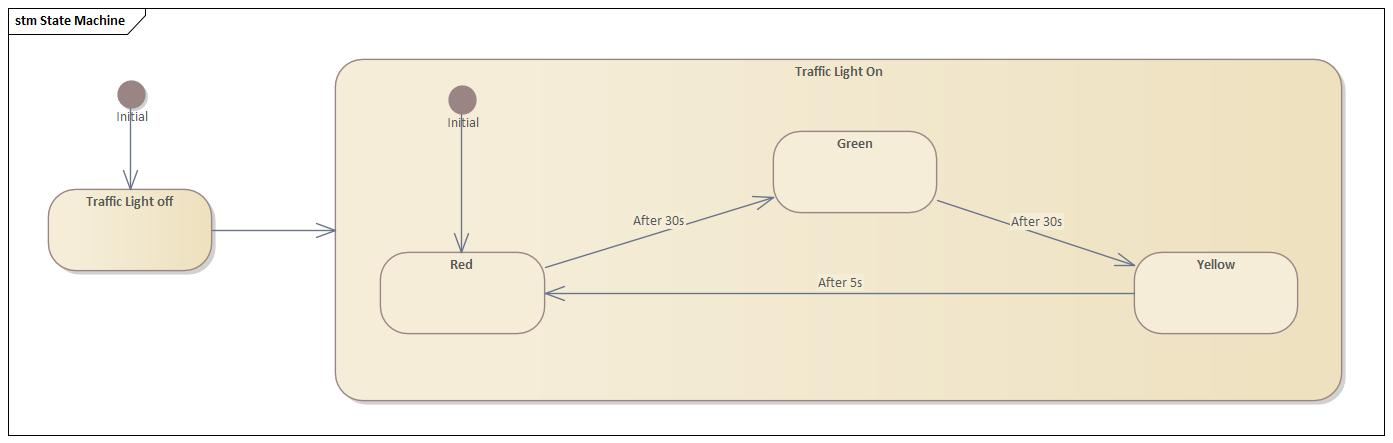 stm State Machine
Traffic Light On
Initial
Initial
Green
Traffic Light off
After 30s
After 30s
Red
Yellow
After 5s